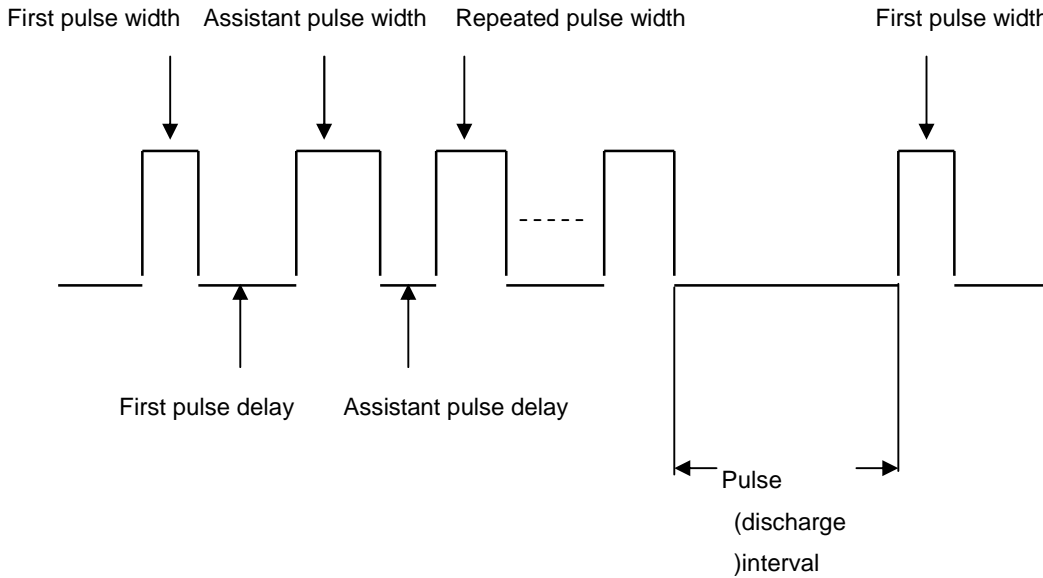 First pulse width Assistant pulse width Repeated pulse width First pulse width
First pulse delay Assistant pulse delay
Pulse
(discharge
)interval